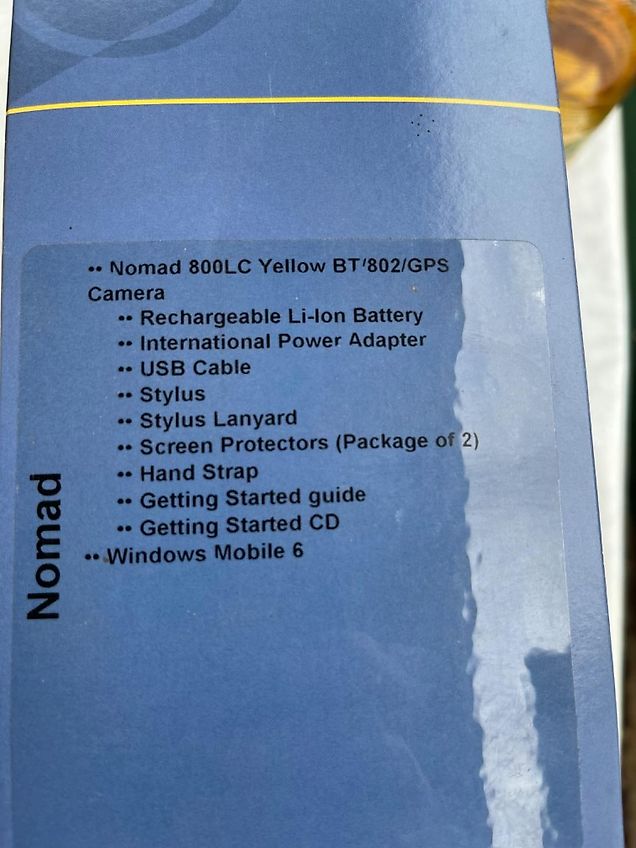 •• Nomad 800LC Yellow BT/802/GPS
Camera
•• Rechargeable Li-Ion Battery
•• International Power Adapter
•• USB Cable
•• Stylus
•• Stylus Lanyard
•• Screen Protectors (Package of 2)
•• Hand Strap
•• Getting Started guide
•• Getting Started CD
•• Windows Mobile 6
Nomad